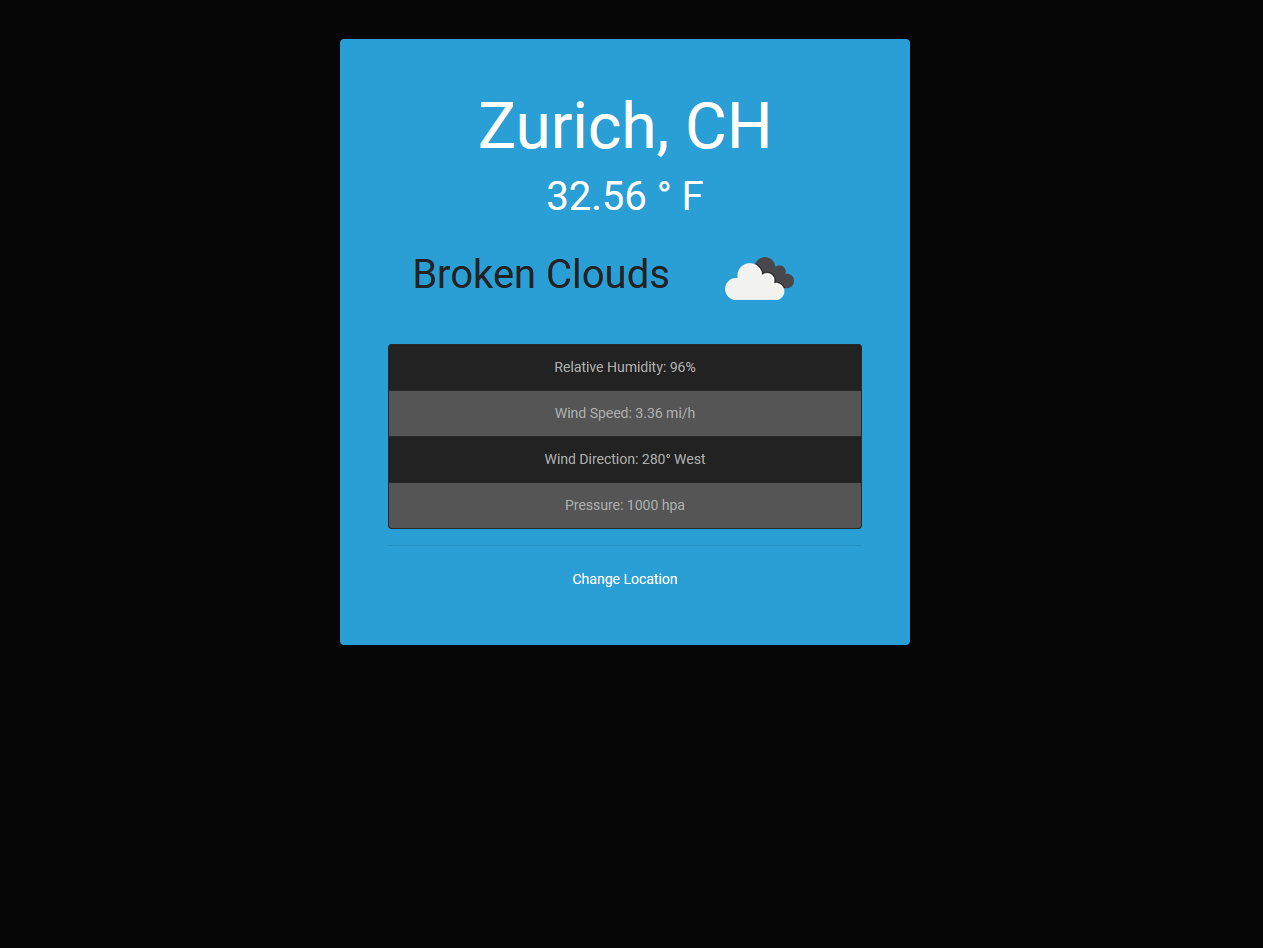 Zurich, CH
32.56 ° F
Broken Clouds
Relative Humidity: 96%
Wind Speed: 3.36 mi/h
Wind Direction: 280° West
Pressure: 1000 hpa
Change Location